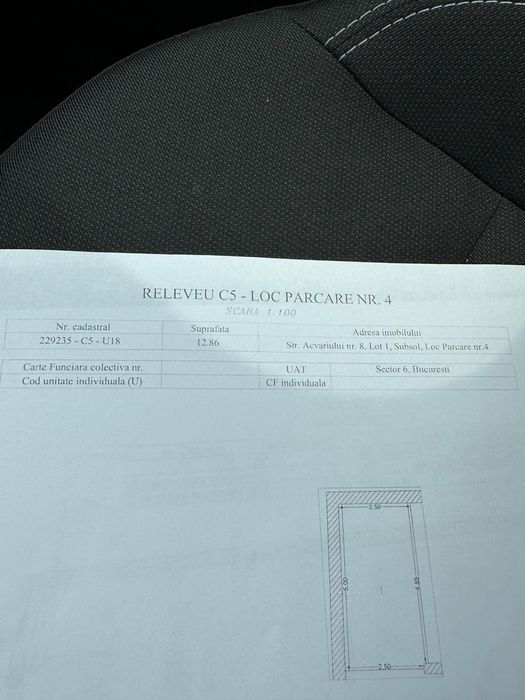 RELEVEU C5 - LOC PARCARE NR. 4
SCARA 1:100
Nr. cadastral Suprafata Adresa imobilului
229235 - C5 - U18 12.86 Str. Acvariului nr. 8, Lot 1, Subsol, Loc Parcare nr.4
Carte Funciara colectiva nr. UAT Sector 6, Bucuresti
Cod unitate individuala (U) CF individuala
2.50
5.00
1
4.85
2.50